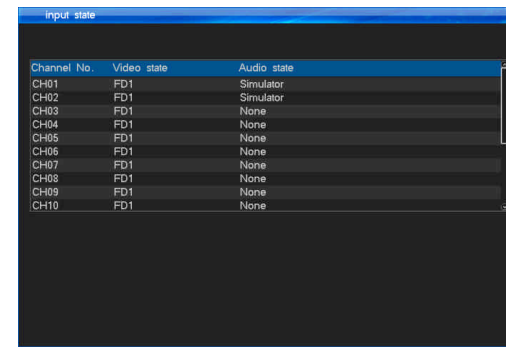 input state
Channel No. Video state Audio state
CH01 FD1 Simulator
CH02 FD1 Simulator
CH03 FD1 None
CH04 FD1 None
CH05 FD1 None
CH06 FD1 None
CH07 FD1 None
CH08 FD1 None
CH09 FD1 None
CH10 FD1 None